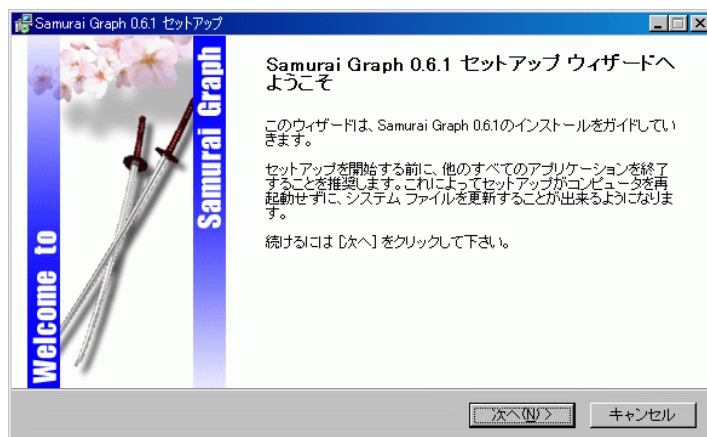 Samurai Graph 0.6.1 セットアップ
Welcome to
Samurai Graph
Samurai Graph 0.6.1 セットアップ ウィザードへ
ようこそ
このウィザードは、Samurai Graph 0.6.1のインストールをガイドしてい
きます。
セットアップを開始する前に、他のすべてのアプリケーションを終了
することを推奨します。これによってセットアップがコンピュータを再
起動せずに、システム ファイルを更新することが出来るようになりま
す。
続けるには [次へ] をクリックして下さい。
次へ(N) >
キャンセル